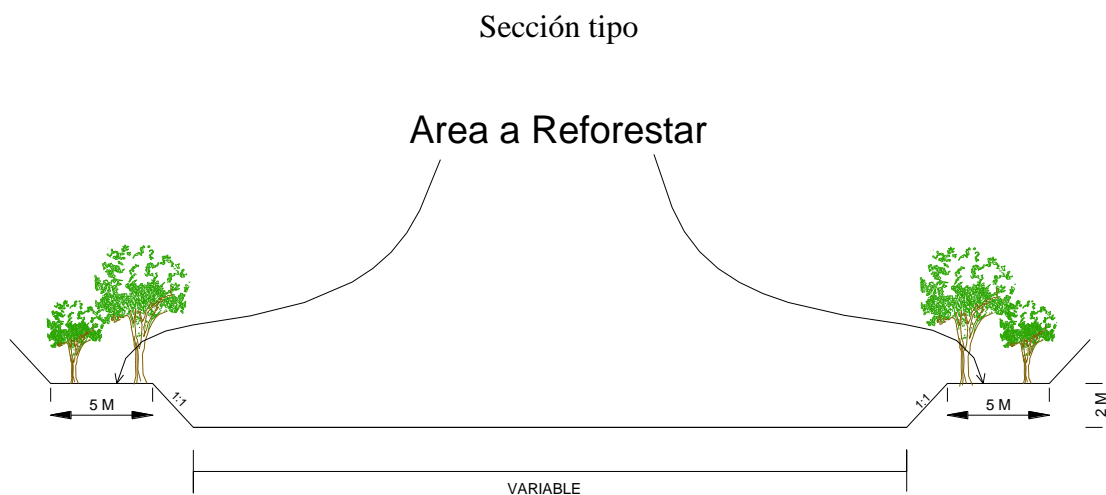 Sección tipo
Area a Reforestar
1:1
1:1
5 M
5 M
2 M
VARIABLE